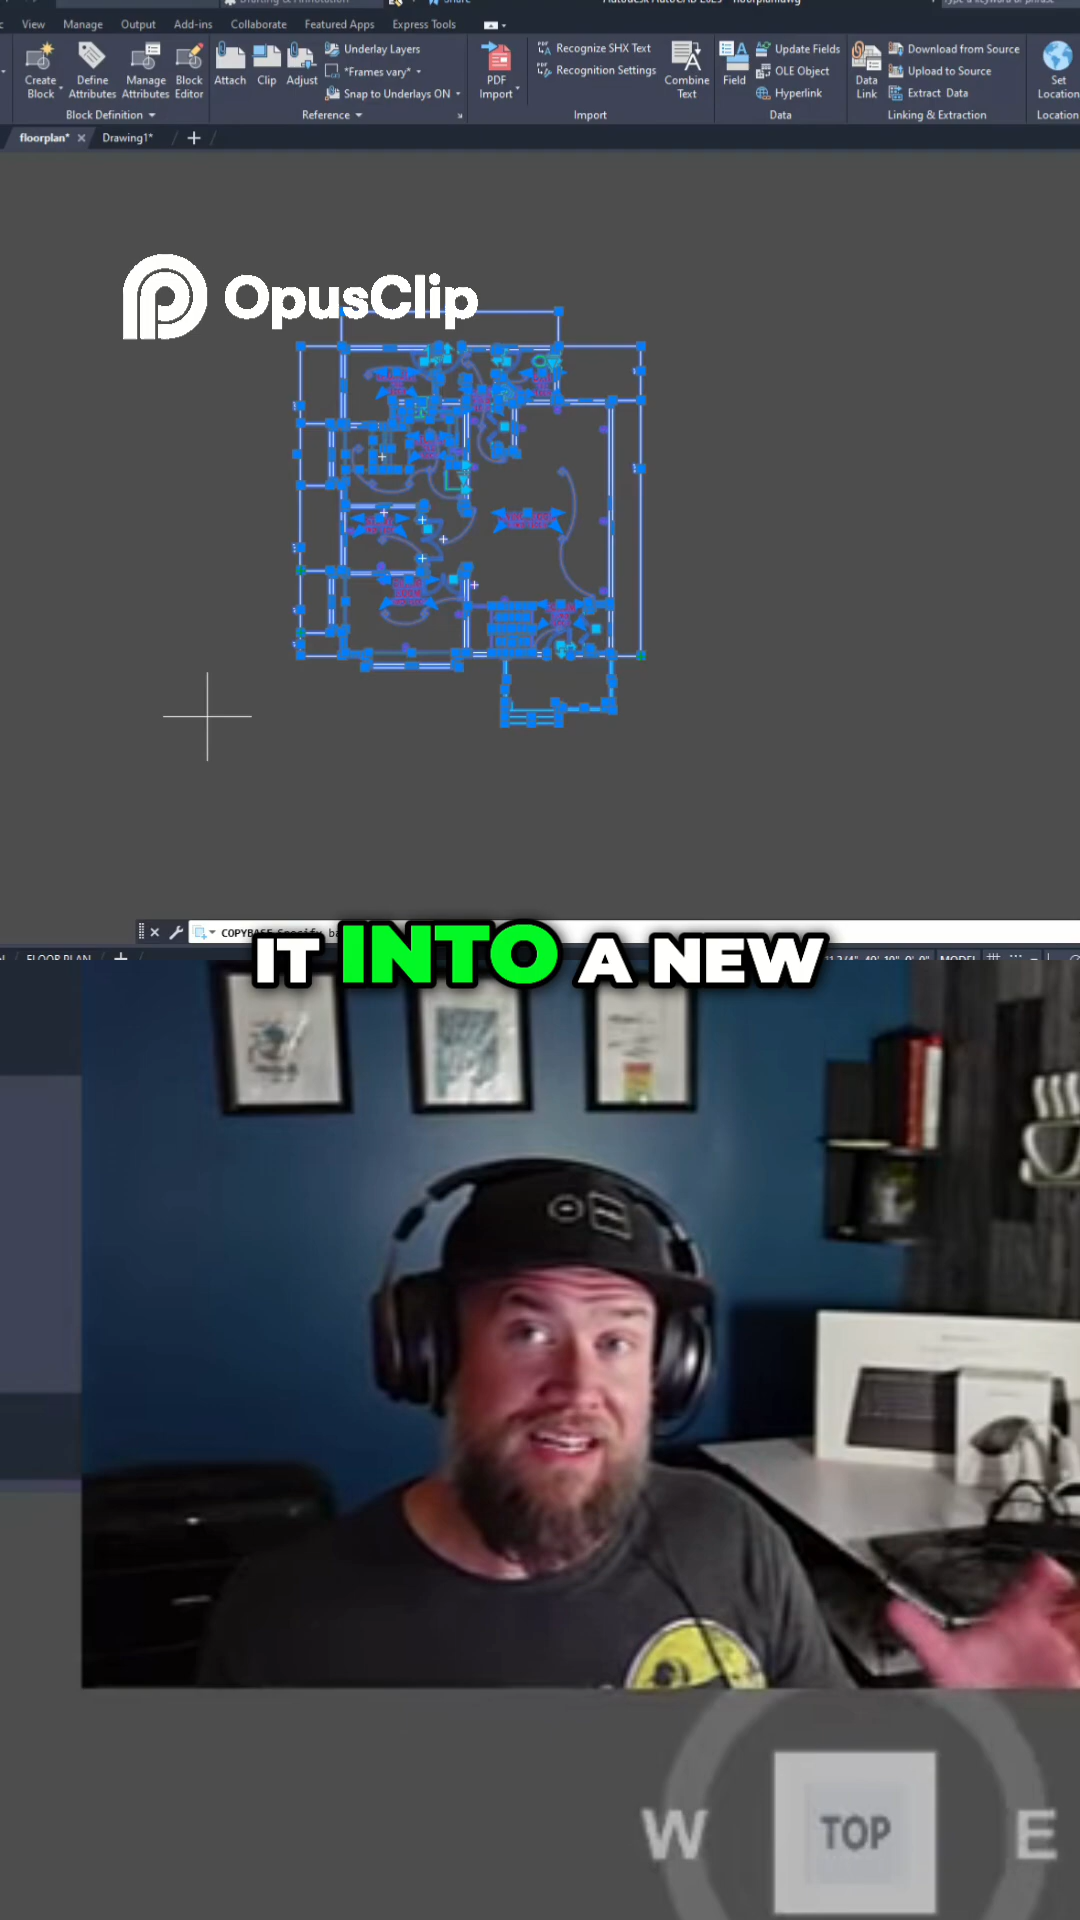 View Manage Output Add-ins Collaborate Featured Apps Express Tools
Create Block
Define Attributes
Manage Attributes
Block Editor
Block Definition
Attach
Clip
Adjust
Underlay Layers
*Frames vary*
Snap to Underlays ON
Reference
PDF Import
Recognize SHX Text
Recognition Settings
Combine Text
Import
Field
Update Fields
OLE Object
Hyperlink
Data
Data Link
Download from Source
Upload to Source
Extract Data
Linking & Extraction
Set Location
Location
floorplan* Drawing1*
OpusClip
COPYBASE
IT INTO A NEW
W TOP E